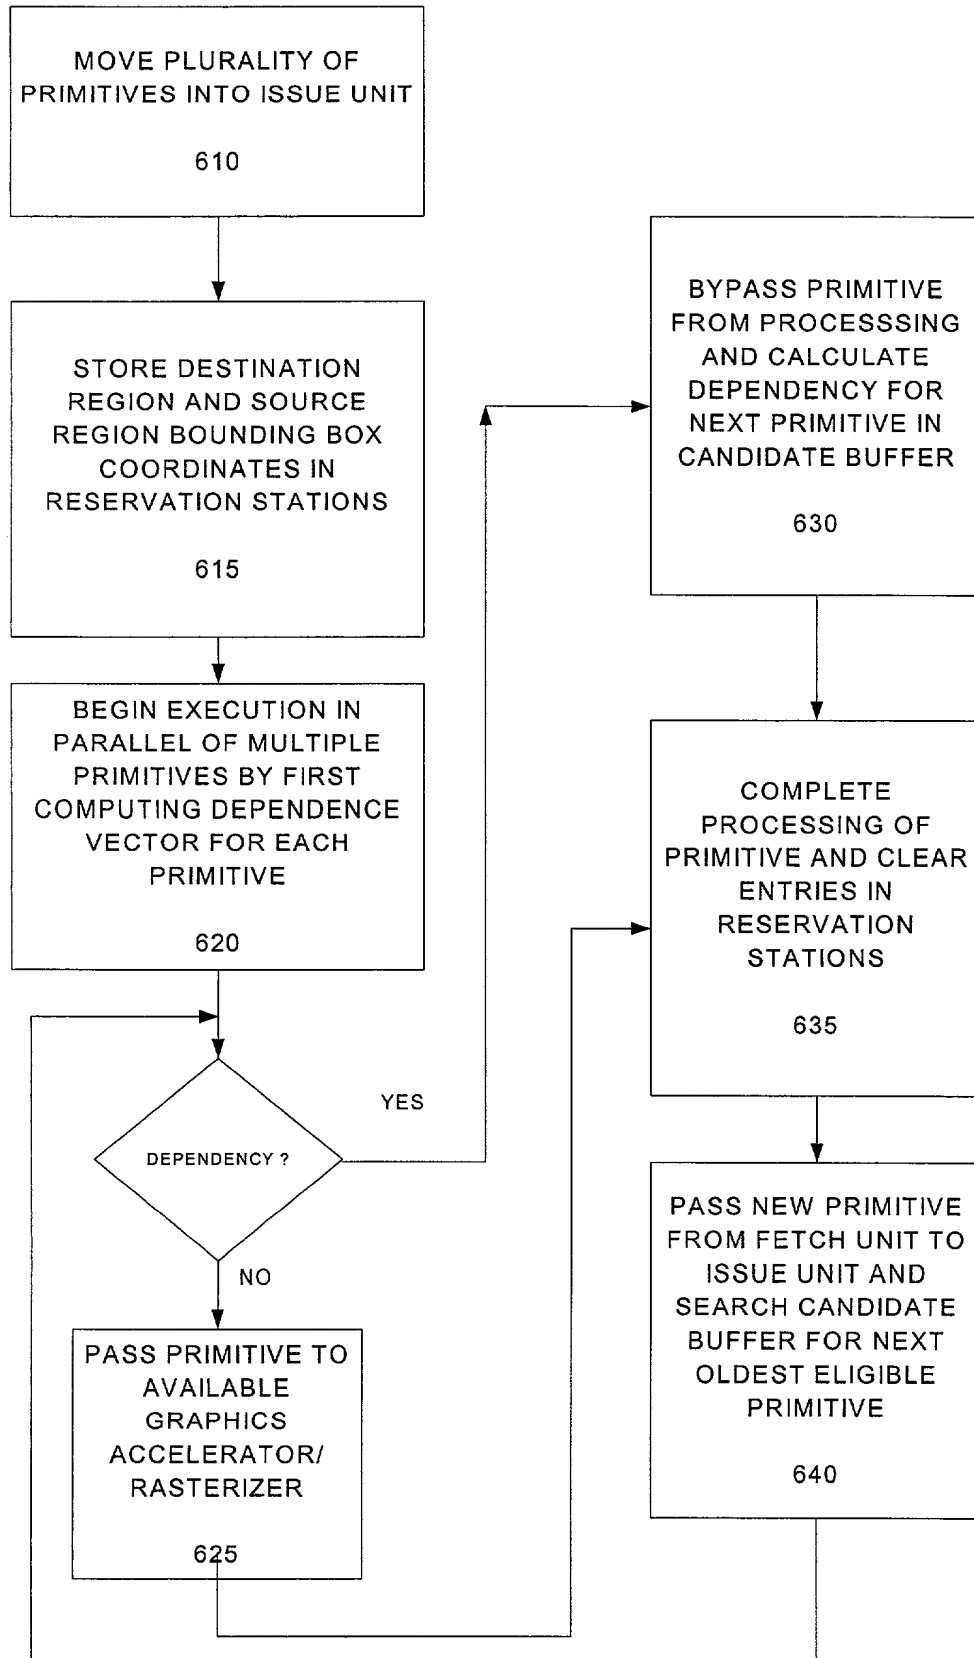 MOVE PLURALITY OF
PRIMITIVES INTO ISSUE UNIT
610
STORE DESTINATION
REGION AND SOURCE
REGION BOUNDING BOX
COORDINATES IN
RESERVATION STATIONS
615
BEGIN EXECUTION IN
PARALLEL OF MULTIPLE
PRIMITIVES BY FIRST
COMPUTING DEPENDENCE
VECTOR FOR EACH
PRIMITIVE
620
DEPENDENCY ?
YES
NO
PASS PRIMITIVE TO
AVAILABLE
GRAPHICS
ACCELERATOR/
RASTERIZER
625
BYPASS PRIMITIVE
FROM PROCESSSING
AND CALCULATE
DEPENDENCY FOR
NEXT PRIMITIVE IN
CANDIDATE BUFFER
630
COMPLETE
PROCESSING OF
PRIMITIVE AND CLEAR
ENTRIES IN
RESERVATION
STATIONS
635
PASS NEW PRIMITIVE
FROM FETCH UNIT TO
ISSUE UNIT AND
SEARCH CANDIDATE
BUFFER FOR NEXT
OLDEST ELIGIBLE
PRIMITIVE
640